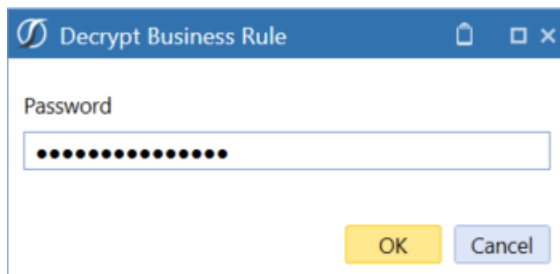 Decrypt Business Rule
Password
•••••••••••••••
OK Cancel